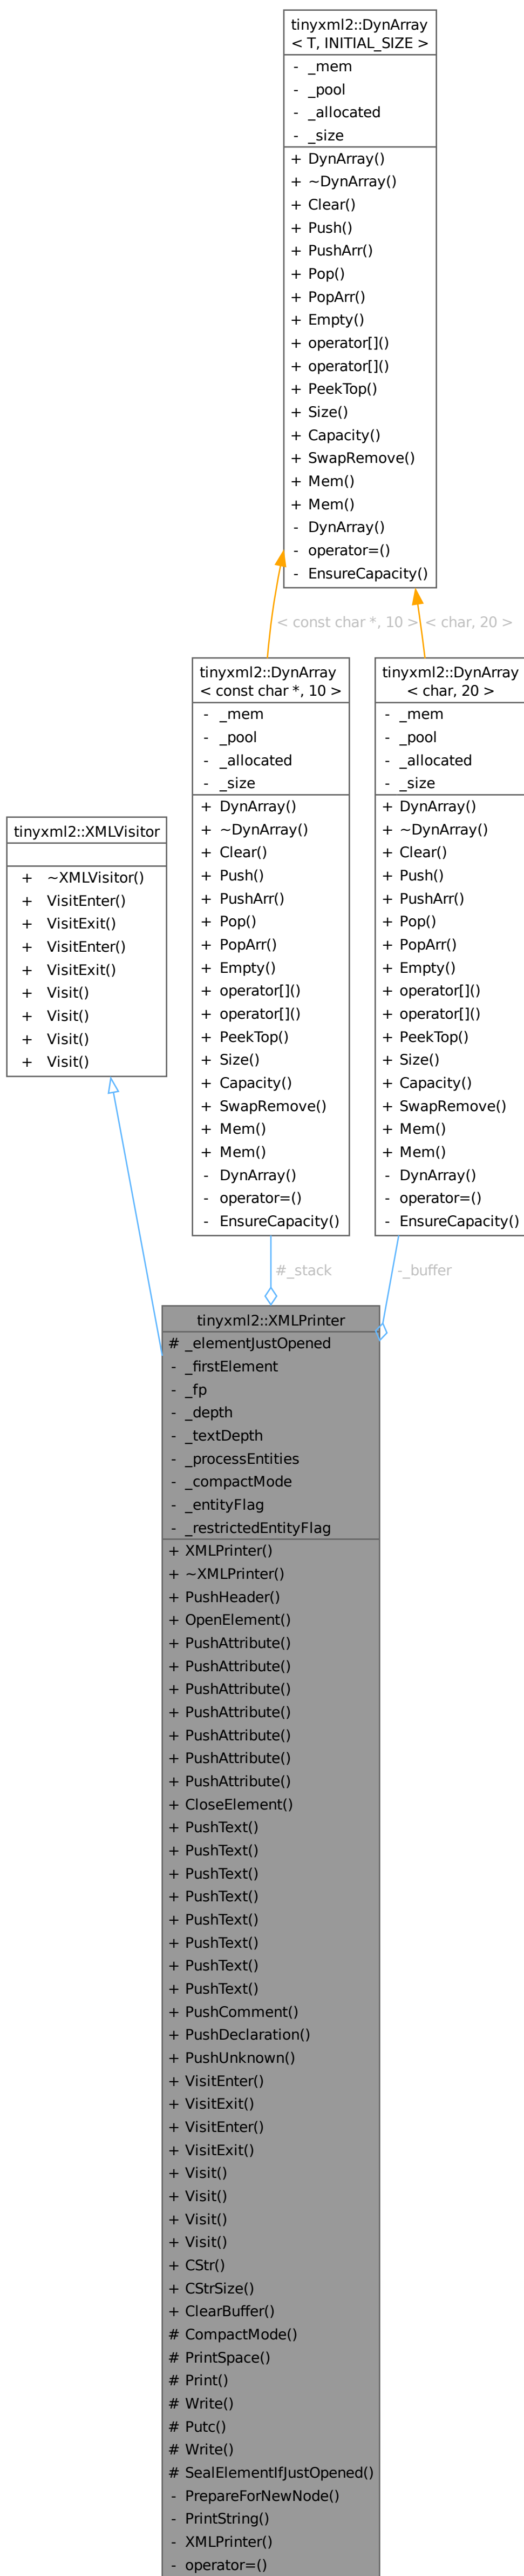 tinyxml2::DynArray
< T, INITIAL_SIZE >
- _mem
- _pool
- _allocated
- _size
+ DynArray()
+ ~DynArray()
+ Clear()
+ Push()
+ PushArr()
+ Pop()
+ PopArr()
+ Empty()
+ operator[]()
+ operator[]()
+ PeekTop()
+ Size()
+ Capacity()
+ SwapRemove()
+ Mem()
+ Mem()
- DynArray()
- operator=()
- EnsureCapacity()
< const char *, 10 >
< char, 20 >
tinyxml2::DynArray
< const char *, 10 >
- _mem
- _pool
- _allocated
- _size
+ DynArray()
+ ~DynArray()
+ Clear()
+ Push()
+ PushArr()
+ Pop()
+ PopArr()
+ Empty()
+ operator[]()
+ operator[]()
+ PeekTop()
+ Size()
+ Capacity()
+ SwapRemove()
+ Mem()
+ Mem()
- DynArray()
- operator=()
- EnsureCapacity()
tinyxml2::DynArray
< char, 20 >
- _mem
- _pool
- _allocated
- _size
+ DynArray()
+ ~DynArray()
+ Clear()
+ Push()
+ PushArr()
+ Pop()
+ PopArr()
+ Empty()
+ operator[]()
+ operator[]()
+ PeekTop()
+ Size()
+ Capacity()
+ SwapRemove()
+ Mem()
+ Mem()
- DynArray()
- operator=()
- EnsureCapacity()
tinyxml2::XMLVisitor
+ ~XMLVisitor()
+ VisitEnter()
+ VisitExit()
+ VisitEnter()
+ VisitExit()
+ Visit()
+ Visit()
+ Visit()
+ Visit()
#_stack
-_buffer
tinyxml2::XMLPrinter
# _elementJustOpened
- _firstElement
- _fp
- _depth
- _textDepth
- _processEntities
- _compactMode
- _entityFlag
- _restrictedEntityFlag
+ XMLPrinter()
+ ~XMLPrinter()
+ PushHeader()
+ OpenElement()
+ PushAttribute()
+ PushAttribute()
+ PushAttribute()
+ PushAttribute()
+ PushAttribute()
+ PushAttribute()
+ PushAttribute()
+ CloseElement()
+ PushText()
+ PushText()
+ PushText()
+ PushText()
+ PushText()
+ PushText()
+ PushText()
+ PushText()
+ PushComment()
+ PushDeclaration()
+ PushUnknown()
+ VisitEnter()
+ VisitExit()
+ VisitEnter()
+ VisitExit()
+ Visit()
+ Visit()
+ Visit()
+ Visit()
+ CStr()
+ CStrSize()
+ ClearBuffer()
# CompactMode()
# PrintSpace()
# Print()
# Write()
# Putc()
# Write()
# SealElementIfJustOpened()
- PrepareForNewNode()
- PrintString()
- XMLPrinter()
- operator=()